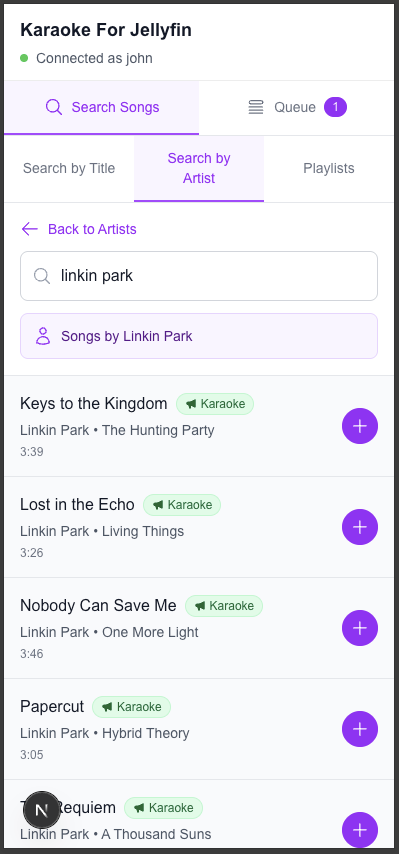 Karaoke For Jellyfin
Connected as john
Search Songs
Queue 1
Search by Title
Search by
Artist
Playlists
Back to Artists
linkin park
Songs by Linkin Park
Keys to the Kingdom Karaoke
Linkin Park • The Hunting Party
3:39
Lost in the Echo Karaoke
Linkin Park • Living Things
3:26
Nobody Can Save Me Karaoke
Linkin Park • One More Light
3:46
Papercut Karaoke
Linkin Park • Hybrid Theory
3:05
Requiem Karaoke
N
Linkin Park • A Thousand Suns